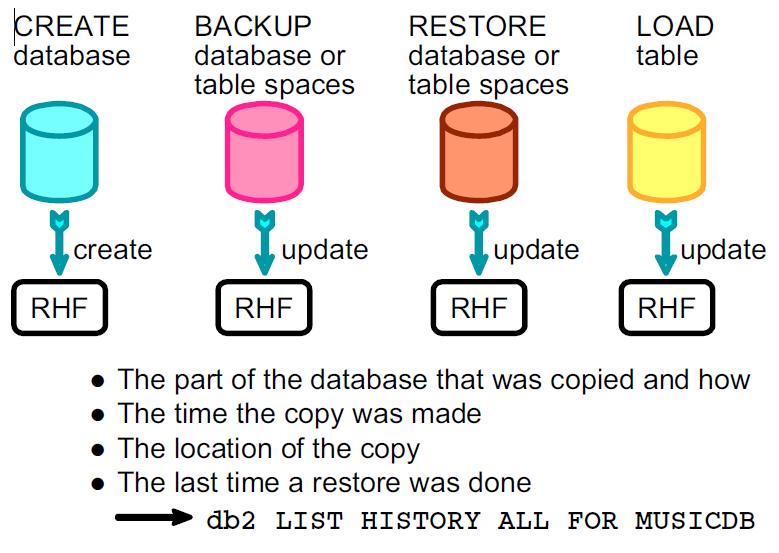 CREATE
database
BACKUP
database or
table spaces
RESTORE
database or
table spaces
LOAD
table
create
update
update
update
RHF
RHF
RHF
RHF
● The part of the database that was copied and how
● The time the copy was made
● The location of the copy
● The last time a restore was done
db2 LIST HISTORY ALL FOR MUSICDB